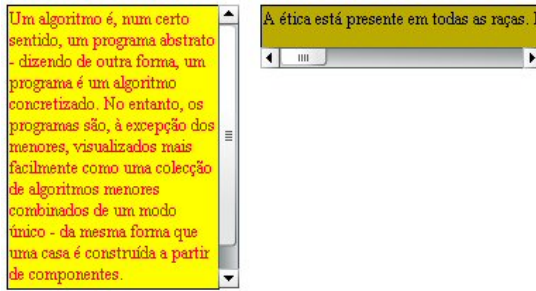 Um algoritmo é, num certo
sentido, um programa abstrato
- dizendo de outra forma, um
programa é um algoritmo
concretizado. No entanto, os
programas são, à excepção dos
menores, visualizados mais
facilmente como uma colecção
de algoritmos menores
combinados de um modo
único - da mesma forma que
uma casa é construída a partir
de componentes.
A ética está presente em todas as raças.